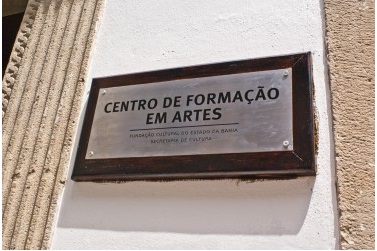 CENTRO DE FORMAÇÃO
EM ARTES
FUNDAÇÃO CULTURAL DO ESTADO DA BAHIA
SECRETARIA DE CULTURA